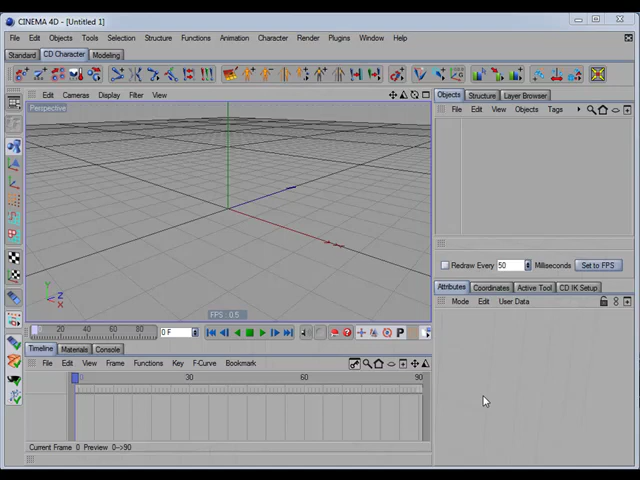 CINEMA 4D - [Untitled 1]
File Edit Objects Tools Selection Structure Functions Animation Character Render Plugins Window Help
Standard CD Character Modeling
Edit Cameras Display Filter View
Perspective
Objects Structure Layer Browser
File Edit View Objects Tags
Redraw Every 50 Milliseconds Set to FPS
Attributes Coordinates Active Tool CD IK Setup
Mode Edit User Data
Y
Z
X
FPS : 0.5
0 20 40 60 80 0 F
P
Timeline Materials Console
File Edit View Frame Functions Key F-Curve Bookmark
0 30 60 90
Current Frame 0 Preview 0-->90